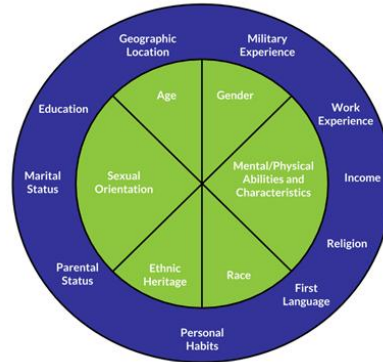 Geographic
Location
Military
Experience
Education
Age
Gender
Work
Experience
Marital
Status
Sexual
Orientation
Mental/Physical
Abilities and
Characteristics
Income
Religion
Parental
Status
Ethnic
Heritage
Race
First
Language
Personal
Habits